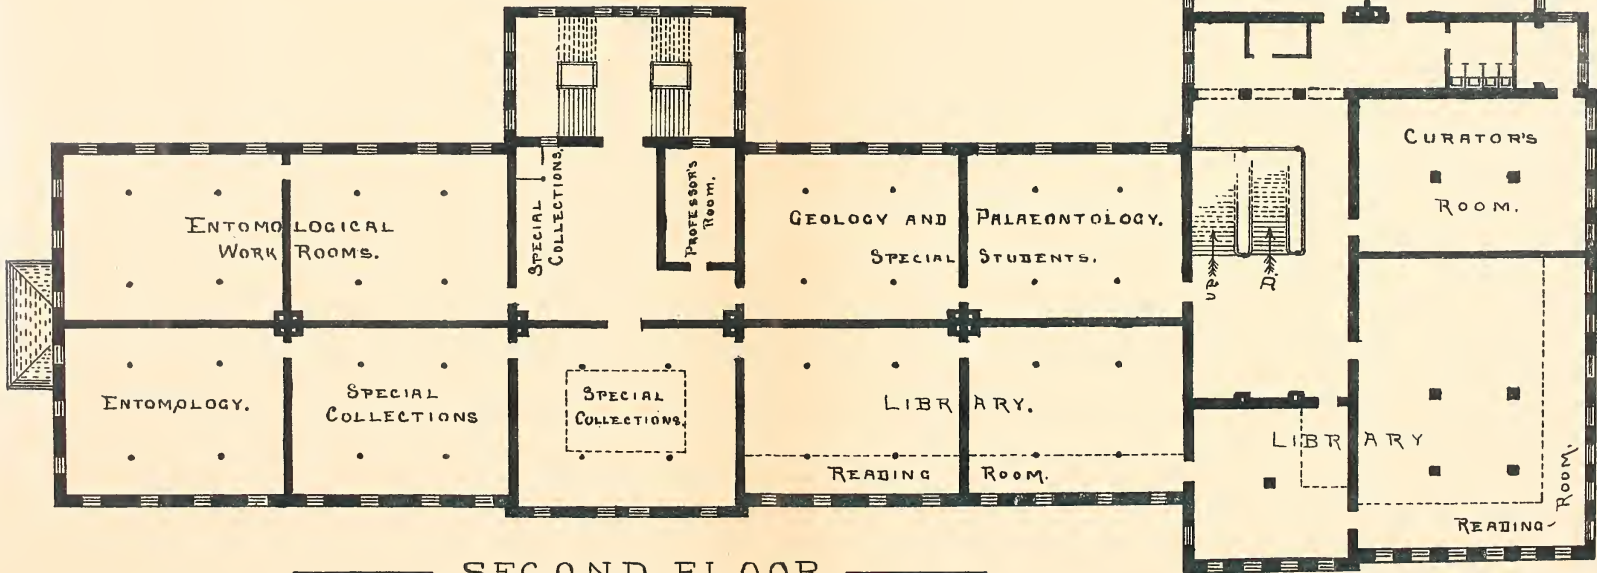 ENTOMOLOGICAL
WORK ROOMS.
SPECIAL
COLLECTIONS.
PROFESSOR'S
ROOM.
GEOLOGY AND PALAEONTOLOGY.
SPECIAL STUDENTS.
UP.
D.
CURATOR'S
ROOM.
ENTOMOLOGY.
SPECIAL
COLLECTIONS
SPECIAL
COLLECTIONS.
LIBRARY.
READING ROOM.
LIBRARY
READING-
ROOM.
SECOND FLOOR